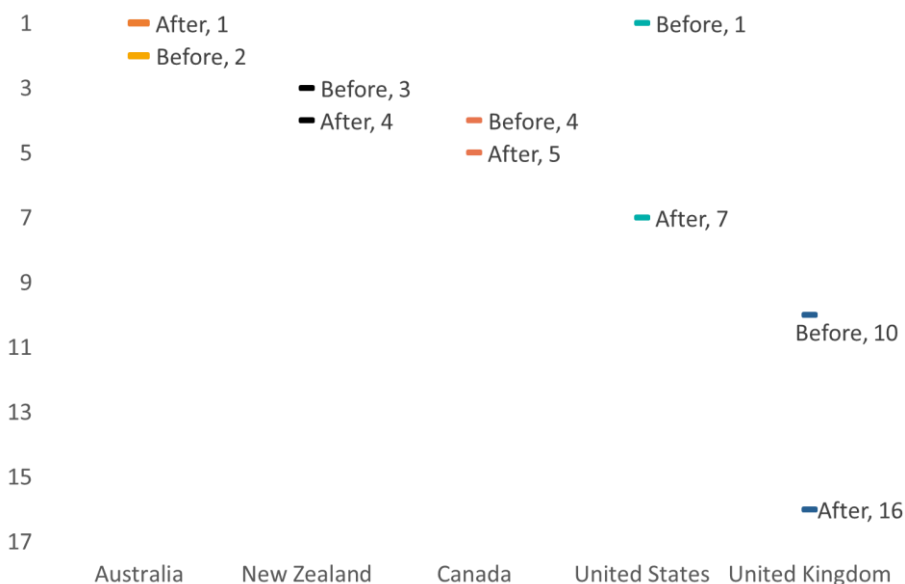 1
After, 1
Before, 1
Before, 2
3
Before, 3
After, 4
Before, 4
5
After, 5
7
After, 7
9
Before, 10
11
13
15
After, 16
17
Australia
New Zealand
Canada
United States
United Kingdom